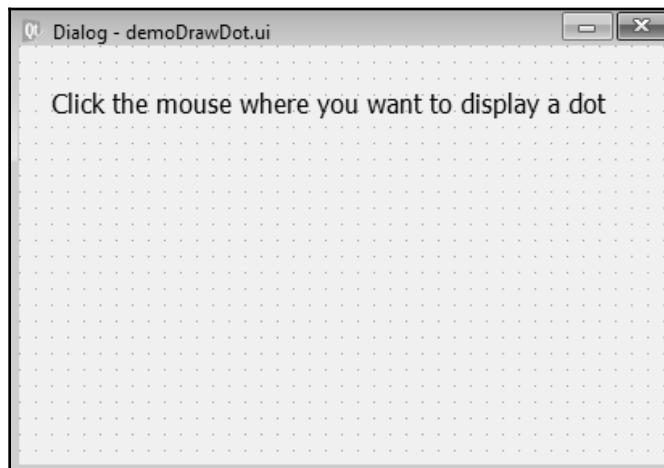 Dialog - demoDrawDot.ui
Click the mouse where you want to display a dot